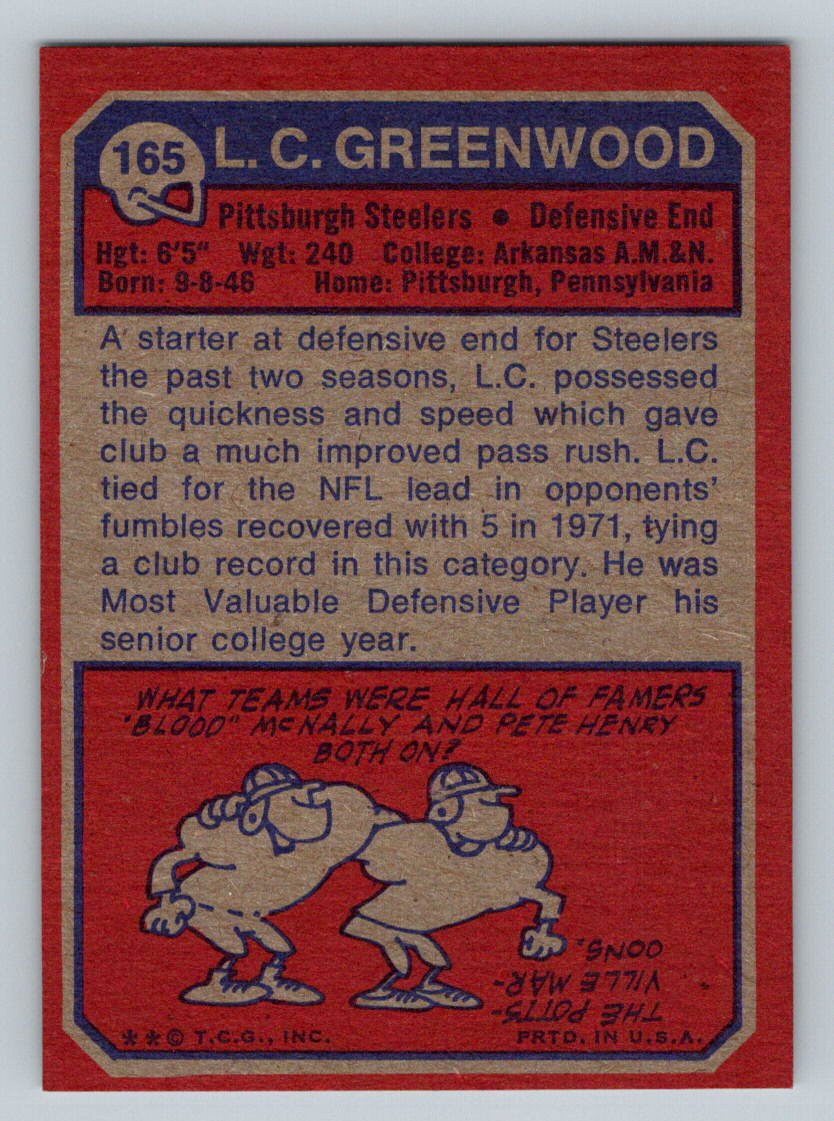 165 L. C. GREENWOOD
Pittsburgh Steelers • Defensive End
Hgt: 6'5" Wgt: 240 College: Arkansas A.M.&N.
Born: 9-8-46 Home: Pittsburgh, Pennsylvania
A starter at defensive end for Steelers
the past two seasons, L.C. possessed
the quickness and speed which gave
club a much improved pass rush. L.C.
tied for the NFL lead in opponents'
fumbles recovered with 5 in 1971, tying
a club record in this category. He was
Most Valuable Defensive Player his
senior college year.
WHAT TEAMS WERE HALL OF FAMERS
"BLOOD" McNALLY AND PETE HENRY
BOTH ON?
THE POTTS-
VILLE MAR-
OONS.
**© T.C.G., INC. PRTD. IN U.S.A.